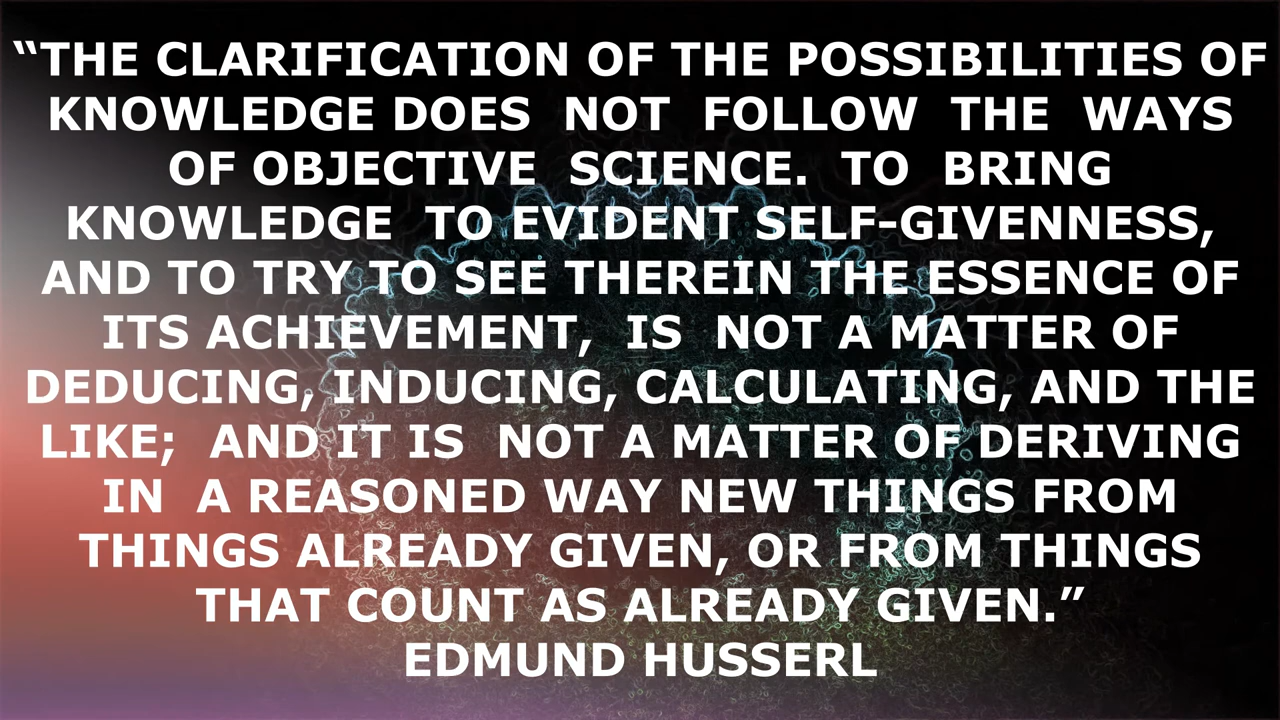 “THE CLARIFICATION OF THE POSSIBILITIES OF
KNOWLEDGE DOES NOT FOLLOW THE WAYS
OF OBJECTIVE SCIENCE. TO BRING
KNOWLEDGE TO EVIDENT SELF-GIVENNESS,
AND TO TRY TO SEE THEREIN THE ESSENCE OF
ITS ACHIEVEMENT, IS NOT A MATTER OF
DEDUCING, INDUCING, CALCULATING, AND THE
LIKE; AND IT IS NOT A MATTER OF DERIVING
IN A REASONED WAY NEW THINGS FROM
THINGS ALREADY GIVEN, OR FROM THINGS
THAT COUNT AS ALREADY GIVEN.”
EDMUND HUSSERL